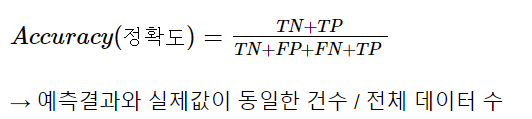 Accuracy(정확도) = TN+TP / TN+FP+FN+TP
→ 예측결과와 실제값이 동일한 건수 / 전체 데이터 수